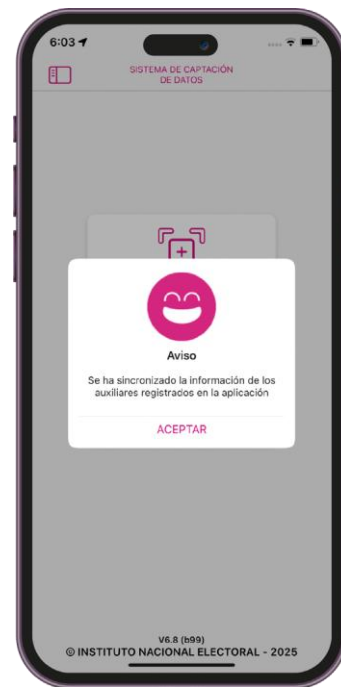 6:03
SISTEMA DE CAPTACIÓN
DE DATOS
Aviso
Se ha sincronizado la información de los
auxiliares registrados en la aplicación
ACEPTAR
V6.8 (b99)
© INSTITUTO NACIONAL ELECTORAL - 2025